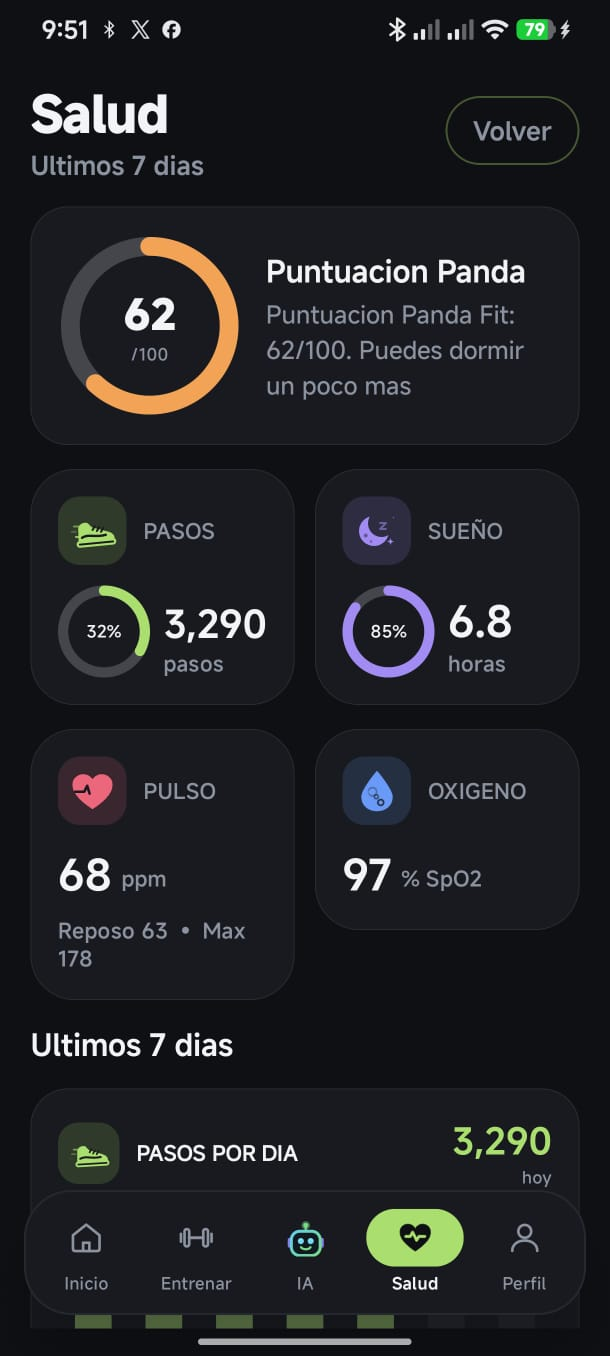 9:51
79
Salud
Volver
Ultimos 7 dias
62
/100
Puntuacion Panda
Puntuacion Panda Fit:
62/100. Puedes dormir
un poco mas
PASOS
32%
3,290
pasos
SUEÑO
85%
6.8
horas
PULSO
68 ppm
Reposo 63 • Max
178
OXIGENO
97 % SpO2
Ultimos 7 dias
PASOS POR DIA
3,290
hoy
Inicio
Entrenar
IA
Salud
Perfil